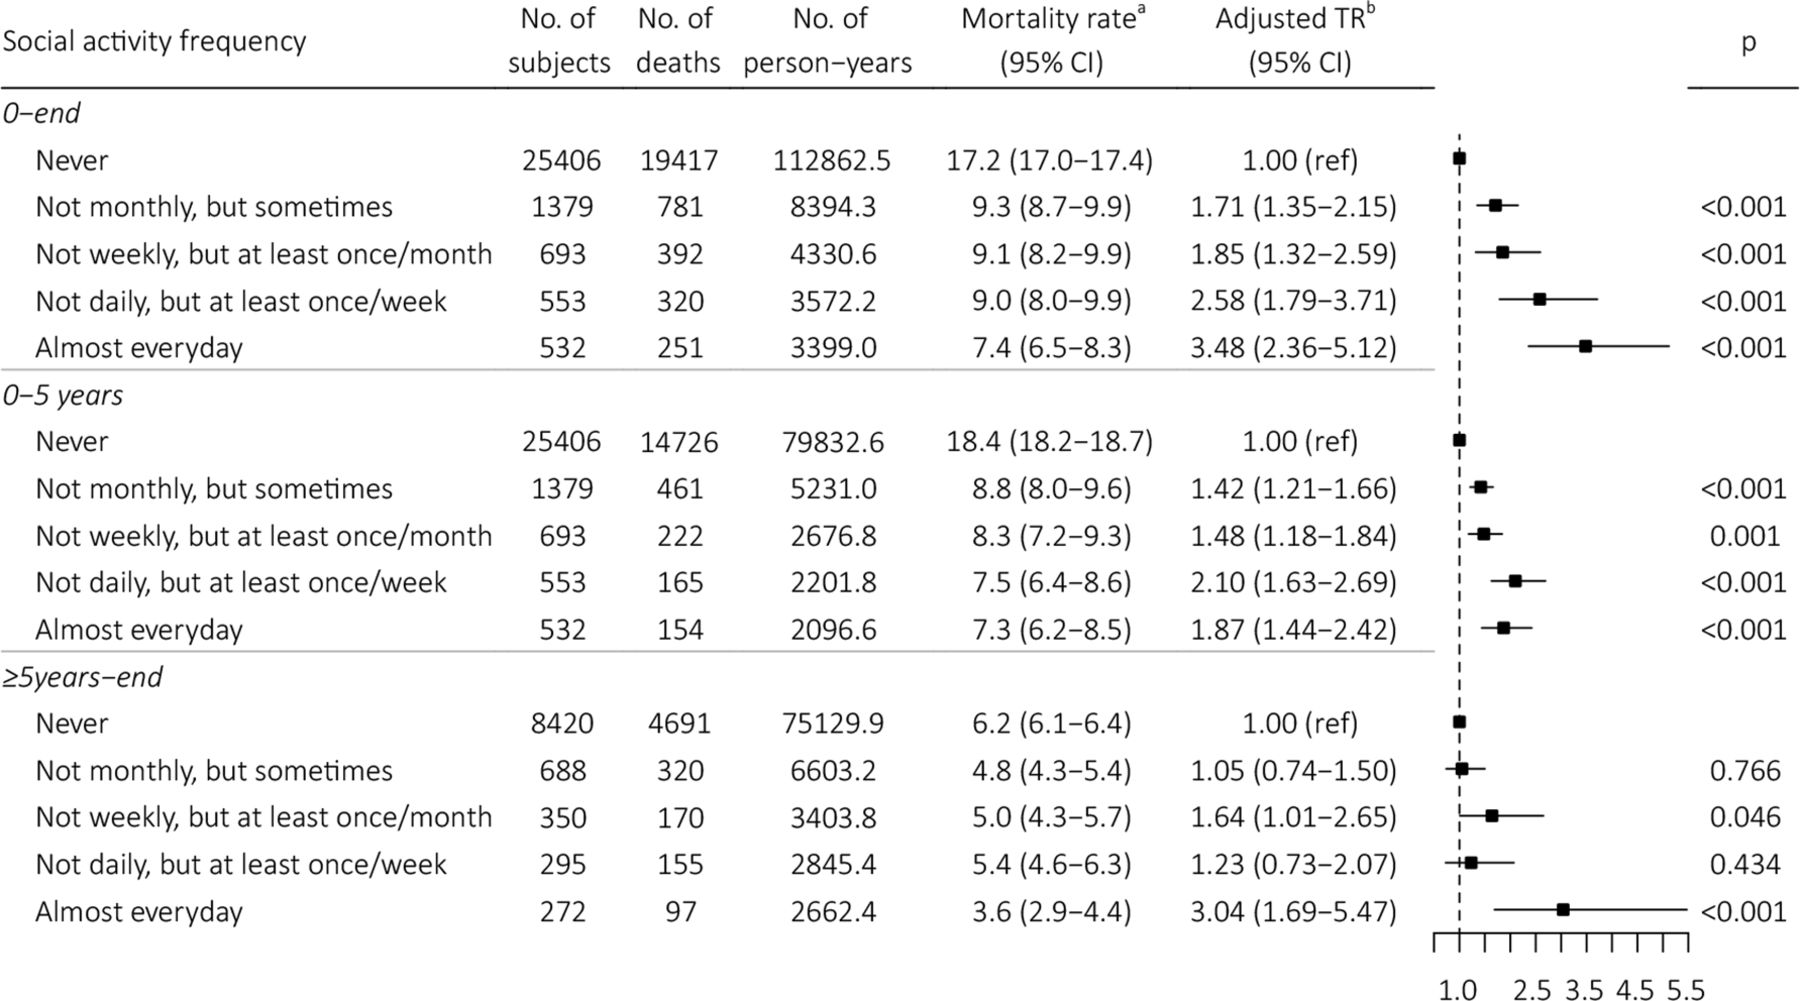 Social activity frequency No. of subjects No. of deaths No. of person−years Mortality rateᵃ (95% CI) Adjusted TRᵇ (95% CI) p
0−end
Never 25406 19417 112862.5 17.2 (17.0−17.4) 1.00 (ref)
Not monthly, but sometimes 1379 781 8394.3 9.3 (8.7−9.9) 1.71 (1.35−2.15) <0.001
Not weekly, but at least once/month 693 392 4330.6 9.1 (8.2−9.9) 1.85 (1.32−2.59) <0.001
Not daily, but at least once/week 553 320 3572.2 9.0 (8.0−9.9) 2.58 (1.79−3.71) <0.001
Almost everyday 532 251 3399.0 7.4 (6.5−8.3) 3.48 (2.36−5.12) <0.001
0−5 years
Never 25406 14726 79832.6 18.4 (18.2−18.7) 1.00 (ref)
Not monthly, but sometimes 1379 461 5231.0 8.8 (8.0−9.6) 1.42 (1.21−1.66) <0.001
Not weekly, but at least once/month 693 222 2676.8 8.3 (7.2−9.3) 1.48 (1.18−1.84) 0.001
Not daily, but at least once/week 553 165 2201.8 7.5 (6.4−8.6) 2.10 (1.63−2.69) <0.001
Almost everyday 532 154 2096.6 7.3 (6.2−8.5) 1.87 (1.44−2.42) <0.001
≥5years−end
Never 8420 4691 75129.9 6.2 (6.1−6.4) 1.00 (ref)
Not monthly, but sometimes 688 320 6603.2 4.8 (4.3−5.4) 1.05 (0.74−1.50) 0.766
Not weekly, but at least once/month 350 170 3403.8 5.0 (4.3−5.7) 1.64 (1.01−2.65) 0.046
Not daily, but at least once/week 295 155 2845.4 5.4 (4.6−6.3) 1.23 (0.73−2.07) 0.434
Almost everyday 272 97 2662.4 3.6 (2.9−4.4) 3.04 (1.69−5.47) <0.001
1.0 2.5 3.5 4.5 5.5